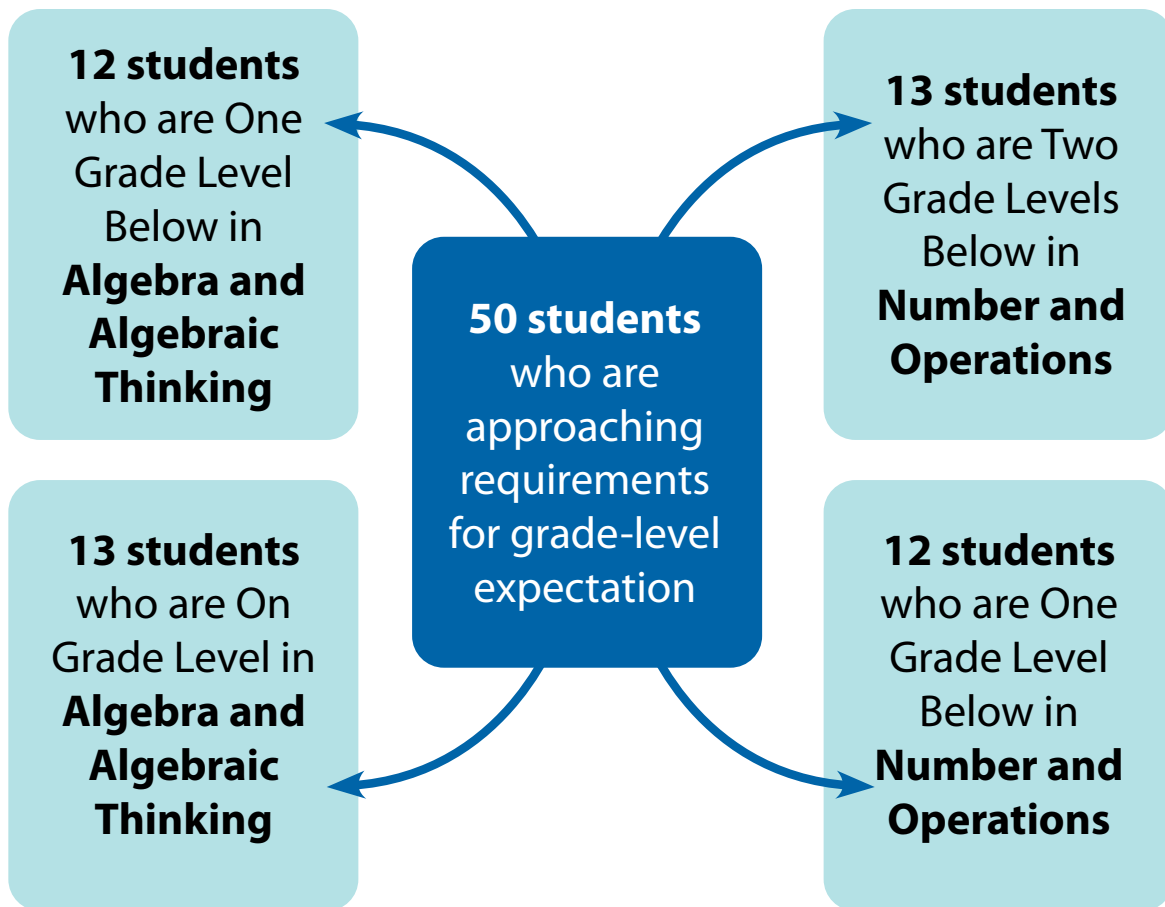 12 students
who are One
Grade Level
Below in
Algebra and
Algebraic
Thinking
13 students
who are Two
Grade Levels
Below in
Number and
Operations
50 students
who are
approaching
requirements
for grade-level
expectation
13 students
who are On
Grade Level in
Algebra and
Algebraic
Thinking
12 students
who are One
Grade Level
Below in
Number and
Operations